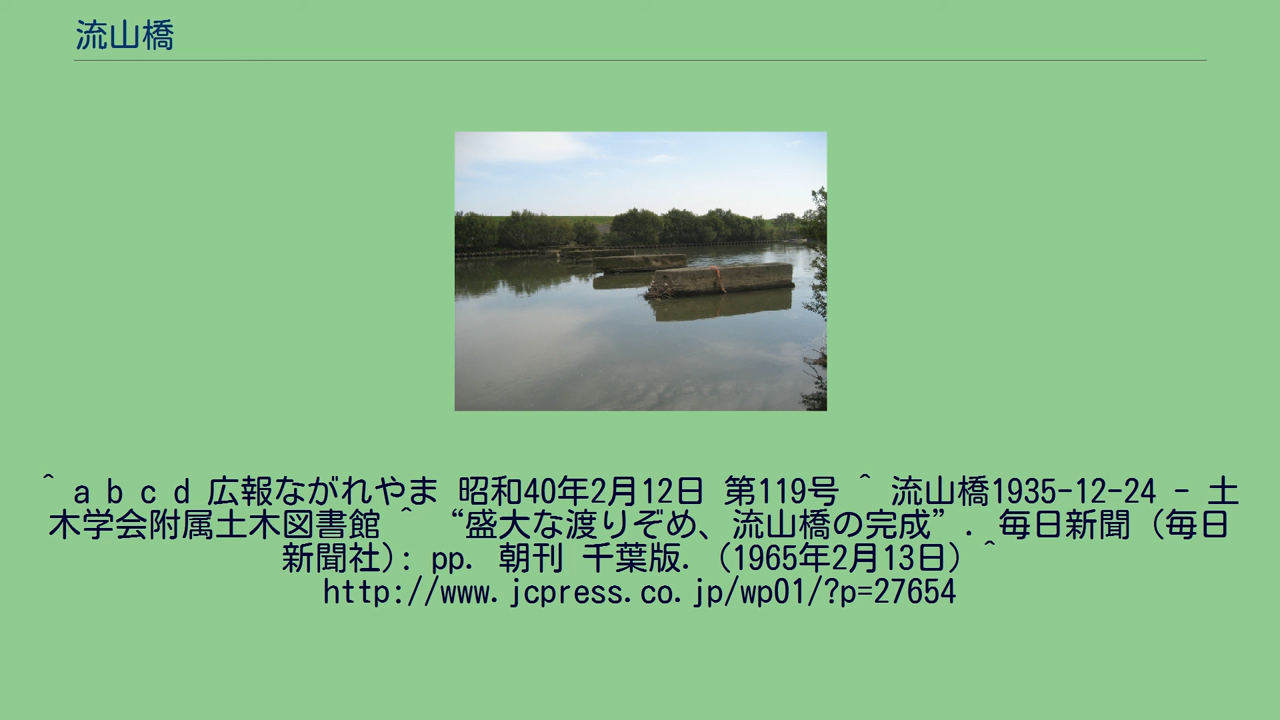 流山橋
^ a b c d 広報ながれやま 昭和40年2月12日 第119号 ^ 流山橋1935-12-24 - 土
木学会附属土木図書館 ^ “盛大な渡りぞめ、流山橋の完成”. 毎日新聞 (毎日
新聞社): pp. 朝刊 千葉版. (1965年2月13日) ^
http://www.jcpress.co.jp/wp01/?p=27654